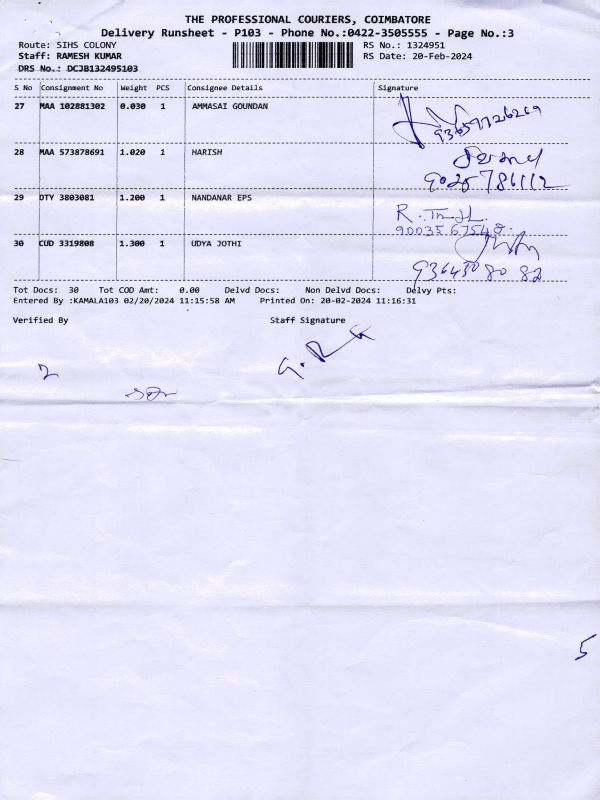 THE PROFESSIONAL COURIERS, COIMBATORE
Delivery Runsheet - P103 - Phone No.:0422-3505555 - Page No.:3
Route: SIHS COLONY RS No.: 1324951
Staff: RAMESH KUMAR RS Date: 20-Feb-2024
DRS No.: DCJB132495103
S No Consignment No Weight PCS Consignee Details Signature
27 MAA 102881302 0.030 1 AMMASAI GOUNDAN
28 MAA 573878691 1.020 1 HARISH
9025786112
29 DTY 3803081 1.200 1 NANDANAR EPS
9003567548
30 CUD 3319808 1.300 1 UDYA JOTHI
9364308082
Tot Docs: 30 Tot COD Amt: 0.00 Delvd Docs: Non Delvd Docs: Delvy Pts:
Entered By :KAMALA103 02/20/2024 11:15:58 AM Printed On: 20-02-2024 11:16:31
Verified By Staff Signature
5